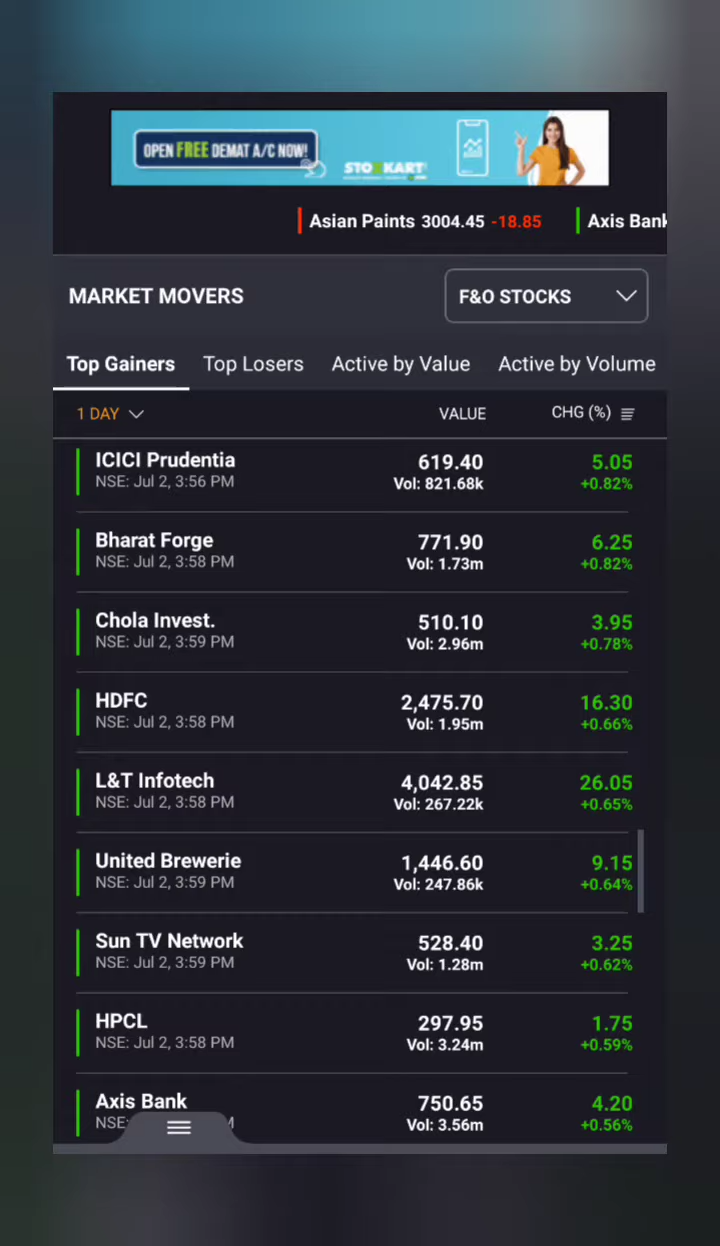 OPEN FREE DEMAT A/C NOW!
STOXKART
Asian Paints 3004.45 -18.85 Axis Bank
MARKET MOVERS F&O STOCKS
Top Gainers Top Losers Active by Value Active by Volume
1 DAY VALUE CHG (%)
ICICI Prudentia 619.40 5.05
NSE: Jul 2, 3:56 PM Vol: 821.68k +0.82%
Bharat Forge 771.90 6.25
NSE: Jul 2, 3:58 PM Vol: 1.73m +0.82%
Chola Invest. 510.10 3.95
NSE: Jul 2, 3:59 PM Vol: 2.96m +0.78%
HDFC 2,475.70 16.30
NSE: Jul 2, 3:58 PM Vol: 1.95m +0.66%
L&T Infotech 4,042.85 26.05
NSE: Jul 2, 3:58 PM Vol: 267.22k +0.65%
United Brewerie 1,446.60 9.15
NSE: Jul 2, 3:59 PM Vol: 247.86k +0.64%
Sun TV Network 528.40 3.25
NSE: Jul 2, 3:59 PM Vol: 1.28m +0.62%
HPCL 297.95 1.75
NSE: Jul 2, 3:58 PM Vol: 3.24m +0.59%
Axis Bank 750.65 4.20
NSE: Vol: 3.56m +0.56%